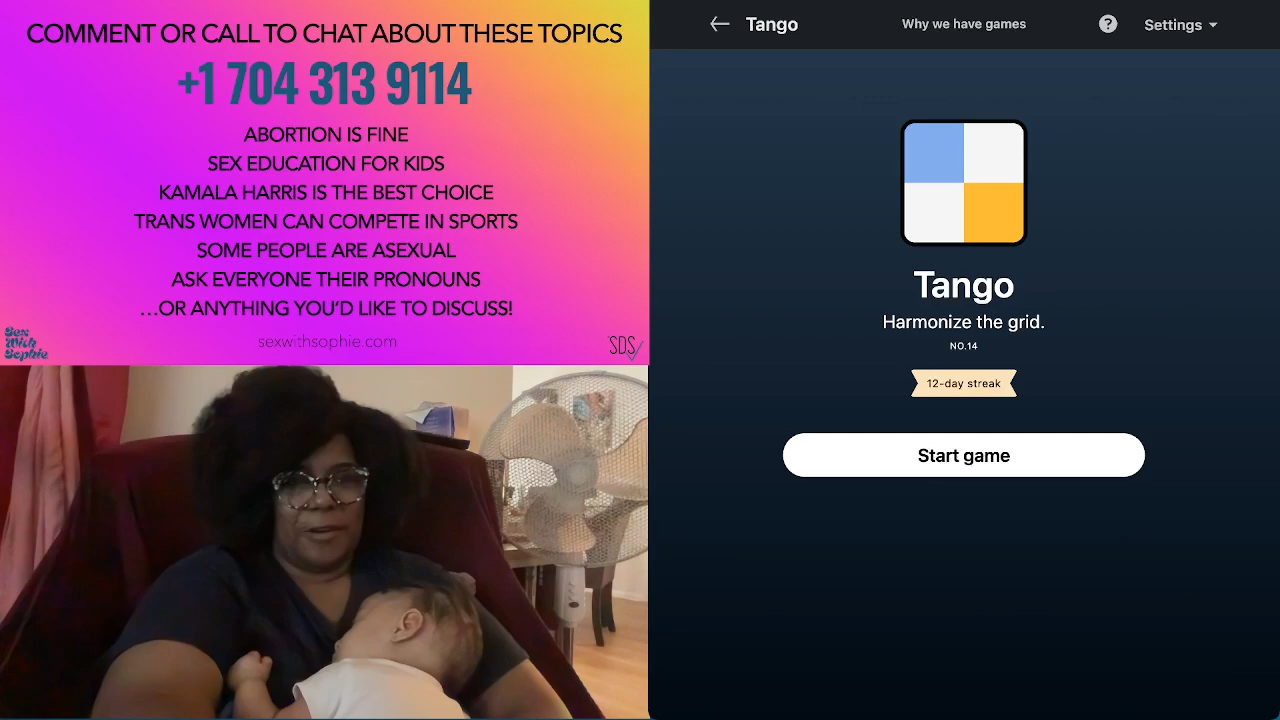 COMMENT OR CALL TO CHAT ABOUT THESE TOPICS
+1 704 313 9114
ABORTION IS FINE
SEX EDUCATION FOR KIDS
KAMALA HARRIS IS THE BEST CHOICE
TRANS WOMEN CAN COMPETE IN SPORTS
SOME PEOPLE ARE ASEXUAL
ASK EVERYONE THEIR PRONOUNS
...OR ANYTHING YOU'D LIKE TO DISCUSS!
sexwithsophie.com
Sex
With
Sophie
SDS
Tango
Why we have games
?
Settings
Tango
Harmonize the grid.
NO.14
12-day streak
Start game